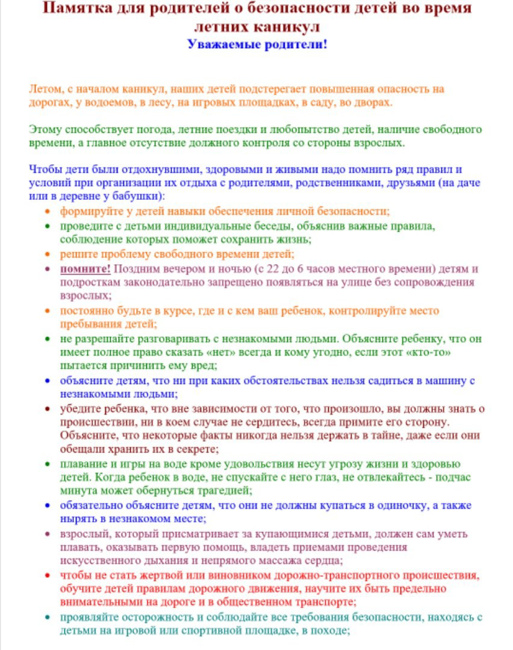 Памятка для родителей о безопасности детей во время
летних каникул
Уважаемые родители!
Летом, с началом каникул, наших детей подстерегает повышенная опасность на
дорогах, у водоемов, в лесу, на игровых площадках, в саду, во дворах.
Этому способствует погода, летние поездки и любопытство детей, наличие свободного
времени, а главное отсутствие должного контроля со стороны взрослых.
Чтобы дети были отдохнувшими, здоровыми и живыми надо помнить ряд правил и
условий при организации их отдыха с родителями, родственниками, друзьями (на даче
или в деревне у бабушки):
• формируйте у детей навыки обеспечения личной безопасности;
• проведите с детьми индивидуальные беседы, объяснив важные правила,
соблюдение которых поможет сохранить жизнь;
• решите проблему свободного времени детей;
• помните! Поздним вечером и ночью (с 22 до 6 часов местного времени) детям и
подросткам законодательно запрещено появляться на улице без сопровождения
взрослых;
• постоянно будьте в курсе, где и с кем ваш ребенок, контролируйте место
пребывания детей;
• не разрешайте разговаривать с незнакомыми людьми. Объясните ребенку, что он
имеет полное право сказать «нет» всегда и кому угодно, если этот «кто-то»
пытается причинить ему вред;
• объясните детям, что ни при каких обстоятельствах нельзя садиться в машину с
незнакомыми людьми;
• убедите ребенка, что вне зависимости от того, что произошло, вы должны знать о
происшествии, ни в коем случае не сердитесь, всегда примите его сторону.
Объясните, что некоторые факты никогда нельзя держать в тайне, даже если они
обещали хранить их в секрете;
• плавание и игры на воде кроме удовольствия несут угрозу жизни и здоровью
детей. Когда ребенок в воде, не спускайте с него глаз, не отвлекайтесь - подчас
минута может обернуться трагедией;
• обязательно объясните детям, что они не должны купаться в одиночку, а также
нырять в незнакомом месте;
• взрослый, который присматривает за купающимися детьми, должен сам уметь
плавать, оказывать первую помощь, владеть приемами проведения
искусственного дыхания и непрямого массажа сердца;
• чтобы не стать жертвой или виновником дорожно-транспортного происшествия,
обучите детей правилам дорожного движения, научите их быть предельно
внимательными на дороге и в общественном транспорте;
• проявляйте осторожность и соблюдайте все требования безопасности, находясь с
детьми на игровой или спортивной площадке, в походе;